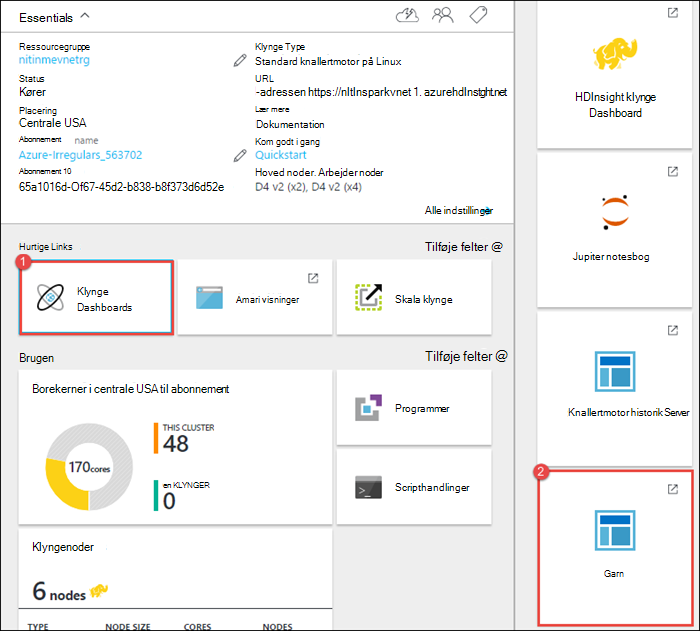 Essentials
Ressourcegruppe
nitinmevnetrg
Status
Kører
Placering
Centrale USA
Abonnement name
Azure-Irregulars_563702
Abonnement 10
65a1016d-Of67-45d2-b838-b8f373d6d52e
Klynge Type
Standard knallertmotor på Linux
URL
-adressen https://nItInsparkvnet 1. azurehdInstght.net
Lær mere
Dokumentation
Kom godt i gang
Quickstart
Hoved noder. Arbejder noder
D4 v2 (x2), D4 v2 (x4)
Alle indstillinger
Hurtige Links
Tilføje felter @
1
Klynge
Dashboards
Amari visninger
Skala klynge
Brugen
Tilføje felter @
Borekerner i centrale USA til abonnement
170cores
THIS CLUSTER
48
en KLYNGER
0
Programmer
Scripthandlinger
Klyngenoder
6 nodes
TYPE NODE SIZE CORES NODES
HDInsight klynge
Dashboard
Jupiter notesbog
Knallertmotor historik Server
2
Garn